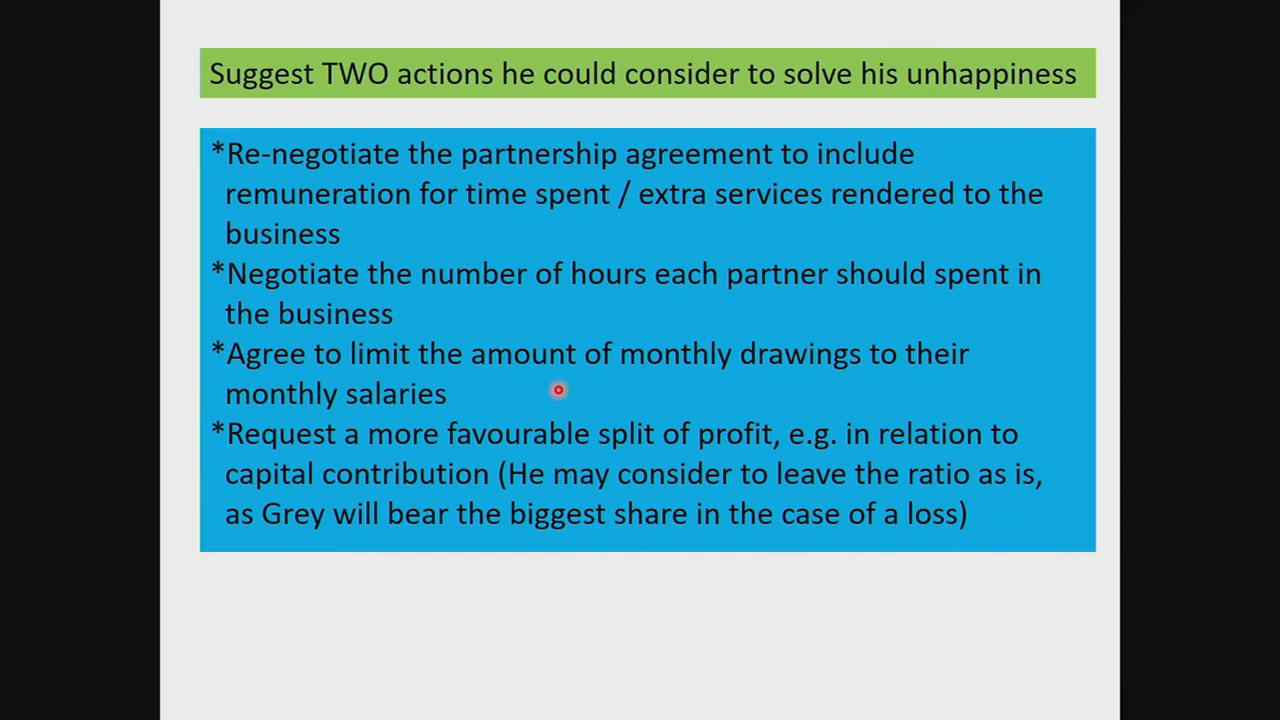 Suggest TWO actions he could consider to solve his unhappiness
*Re-negotiate the partnership agreement to include
remuneration for time spent / extra services rendered to the
business
*Negotiate the number of hours each partner should spent in
the business
*Agree to limit the amount of monthly drawings to their
monthly salaries
*Request a more favourable split of profit, e.g. in relation to
capital contribution (He may consider to leave the ratio as is,
as Grey will bear the biggest share in the case of a loss)